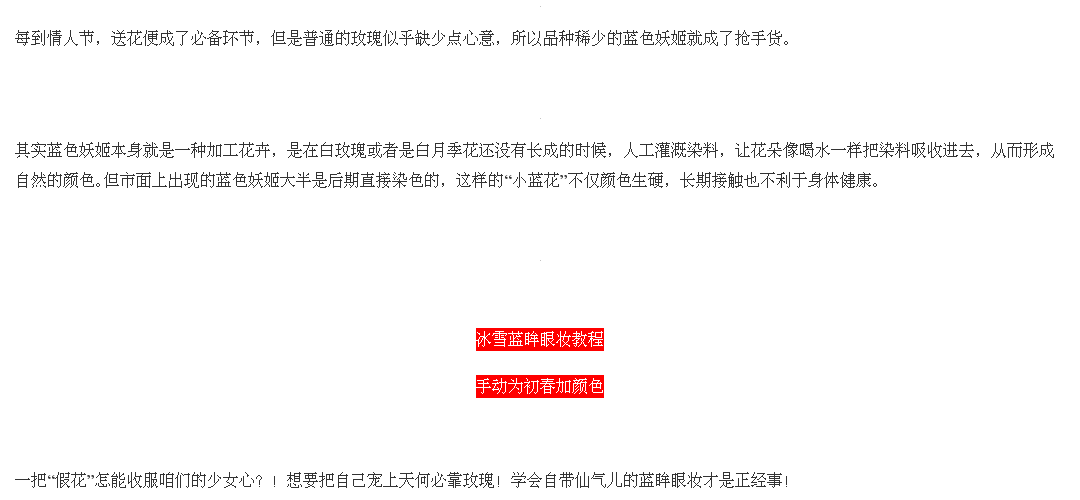 每到情人节，送花便成了必备环节，但是普通的玫瑰似乎缺少点心意，所以品种稀少的蓝色妖姬就成了抢手货。
其实蓝色妖姬本身就是一种加工花卉，是在白玫瑰或者是白月季花还没有长成的时候，人工灌溉染料，让花朵像喝水一样把染料吸收进去，从而形成
自然的颜色。但市面上出现的蓝色妖姬大半是后期直接染色的，这样的“小蓝花”不仅颜色生硬，长期接触也不利于身体健康。
冰雪蓝眸眼妆教程
手动为初春加颜色
一把“假花”怎能收服咱们的少女心？！想要把自己宠上天何必靠玫瑰！学会自带仙气儿的蓝眸眼妆才是正经事！